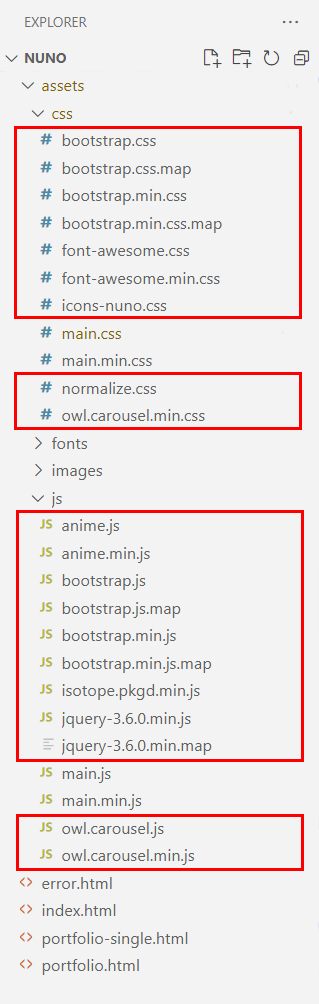 EXPLORER
NUNO
assets
css
# bootstrap.css
# bootstrap.css.map
# bootstrap.min.css
# bootstrap.min.css.map
# font-awesome.css
# font-awesome.min.css
# icons-nuno.css
# main.css
# main.min.css
# normalize.css
# owl.carousel.min.css
fonts
images
js
JS anime.js
JS anime.min.js
JS bootstrap.js
JS bootstrap.js.map
JS bootstrap.min.js
JS bootstrap.min.js.map
JS isotope.pkgd.min.js
JS jquery-3.6.0.min.js
jquery-3.6.0.min.map
JS main.js
JS main.min.js
JS owl.carousel.js
JS owl.carousel.min.js
<> error.html
<> index.html
<> portfolio-single.html
<> portfolio.html